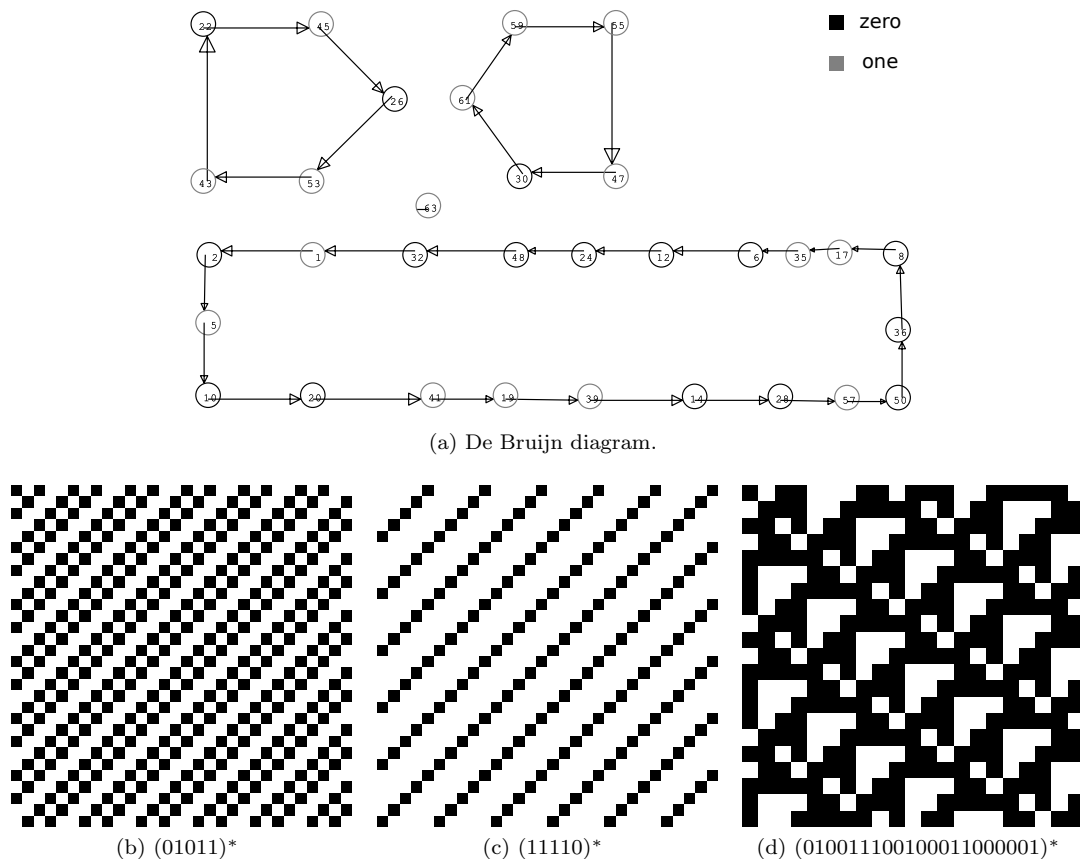 22 45 59 55 zero
one
26 61
43 53 30 47
63
2 1 32 48 24 12 6 35 17 8
5 36
10 20 41 19 39 14 28 57 50
(a) De Bruijn diagram.
(b) (01011)* (c) (11110)* (d) (010011100100011000001)*